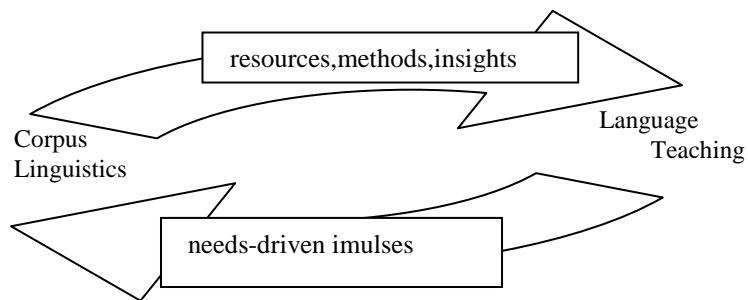 resources,methods,insights
Corpus
Linguistics
Language
Teaching
needs-driven imulses